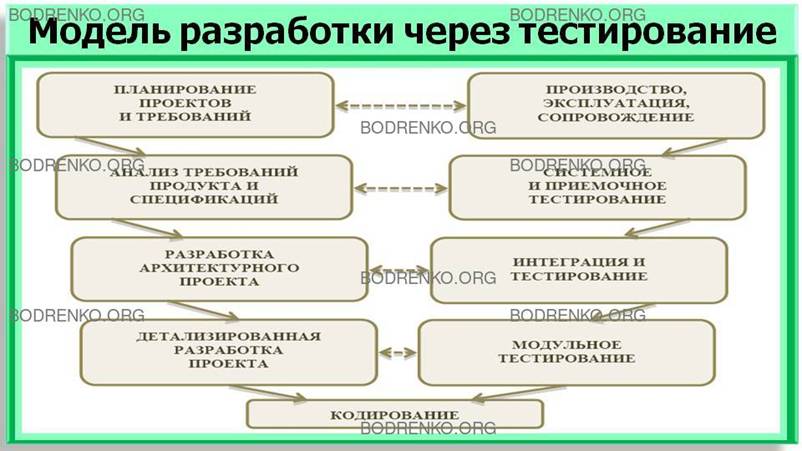 BODRENKO.ORG BODRENKO.ORG
Модель разработки через тестирование
ПЛАНИРОВАНИЕ
ПРОЕКТОВ
И ТРЕБОВАНИЙ
ПРОИЗВОДСТВО,
ЭКСПЛУАТАЦИЯ,
СОПРОВОЖДЕНИЕ
BODRENKO.ORG
BODRENKO.ORG BODRENKO.ORG
АНАЛИЗ ТРЕБОВАНИЙ
ПРОДУКТА И
СПЕЦИФИКАЦИЙ
СИСТЕМНОЕ
И ПРИЕМОЧНОЕ
ТЕСТИРОВАНИЕ
РАЗРАБОТКА
АРХИТЕКТУРНОГО
ПРОЕКТА
ИНТЕГРАЦИЯ И
ТЕСТИРОВАНИЕ
BODRENKO.ORG
BODRENKO.ORG BODRENKO.ORG
ДЕТАЛИЗИРОВАННАЯ
РАЗРАБОТКА
ПРОЕКТА
МОДУЛЬНОЕ
ТЕСТИРОВАНИЕ
КОДИРОВАНИЕ
BODRENKO.ORG